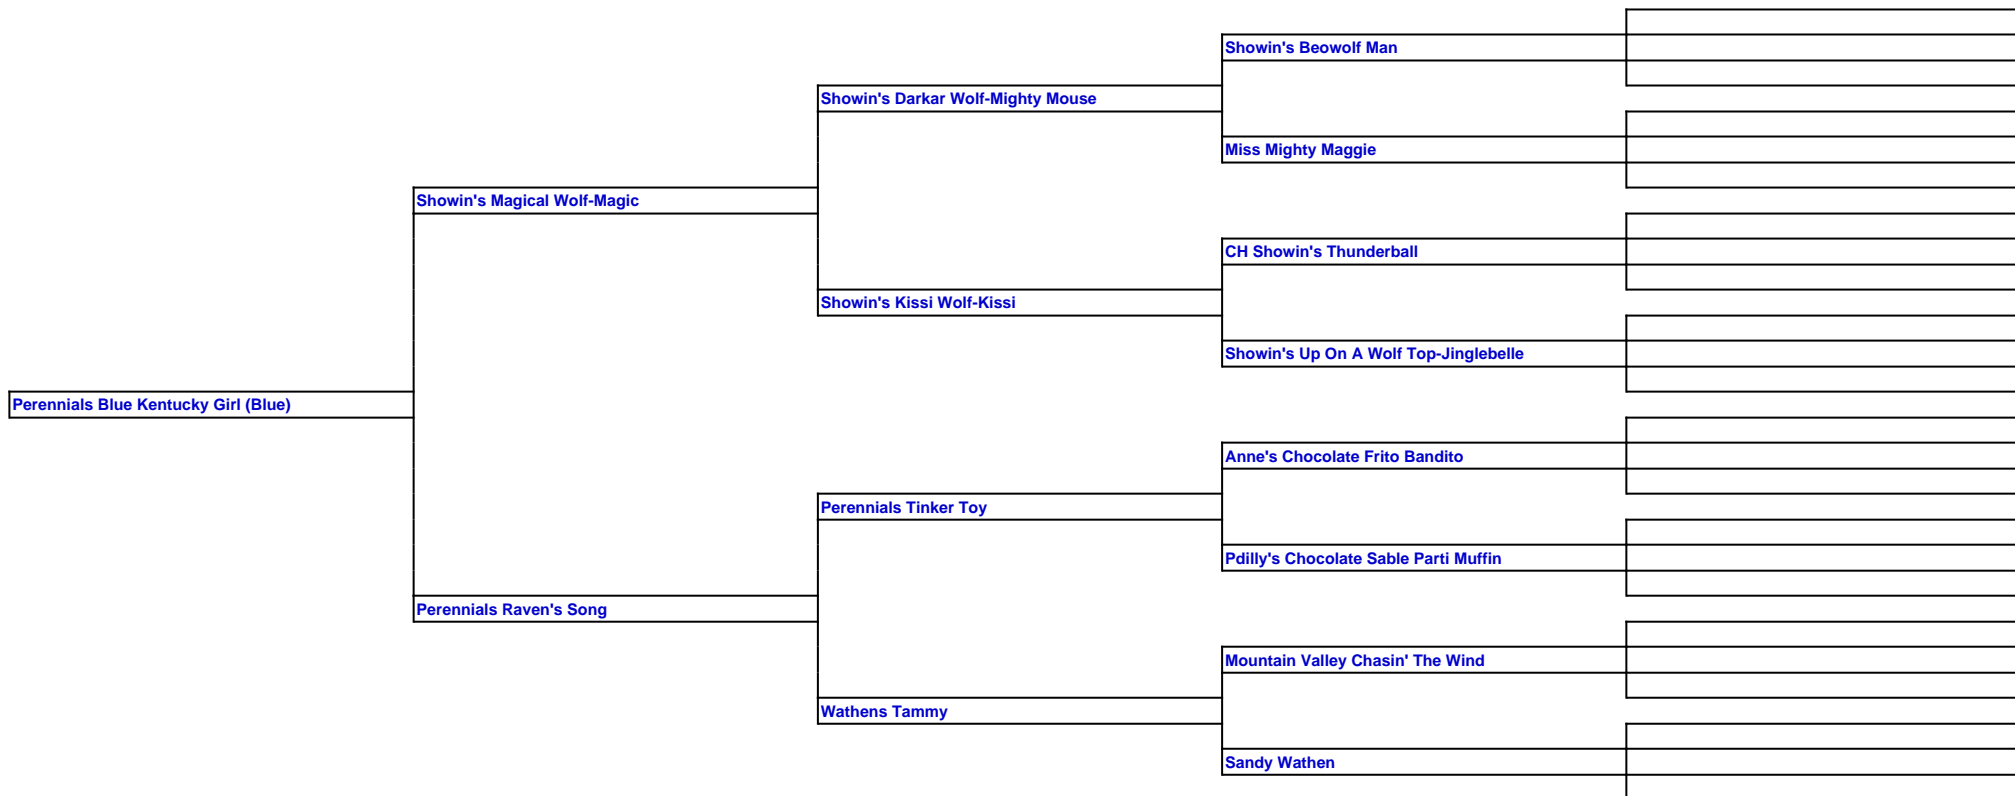 Showin's Beowolf Man
Showin's Darkar Wolf-Mighty Mouse
Miss Mighty Maggie
Showin's Magical Wolf-Magic
CH Showin's Thunderball
Showin's Kissi Wolf-Kissi
Showin's Up On A Wolf Top-Jinglebelle
Perennials Blue Kentucky Girl (Blue)
Anne's Chocolate Frito Bandito
Perennials Tinker Toy
Pdilly's Chocolate Sable Parti Muffin
Perennials Raven's Song
Mountain Valley Chasin' The Wind
Wathens Tammy
Sandy Wathen